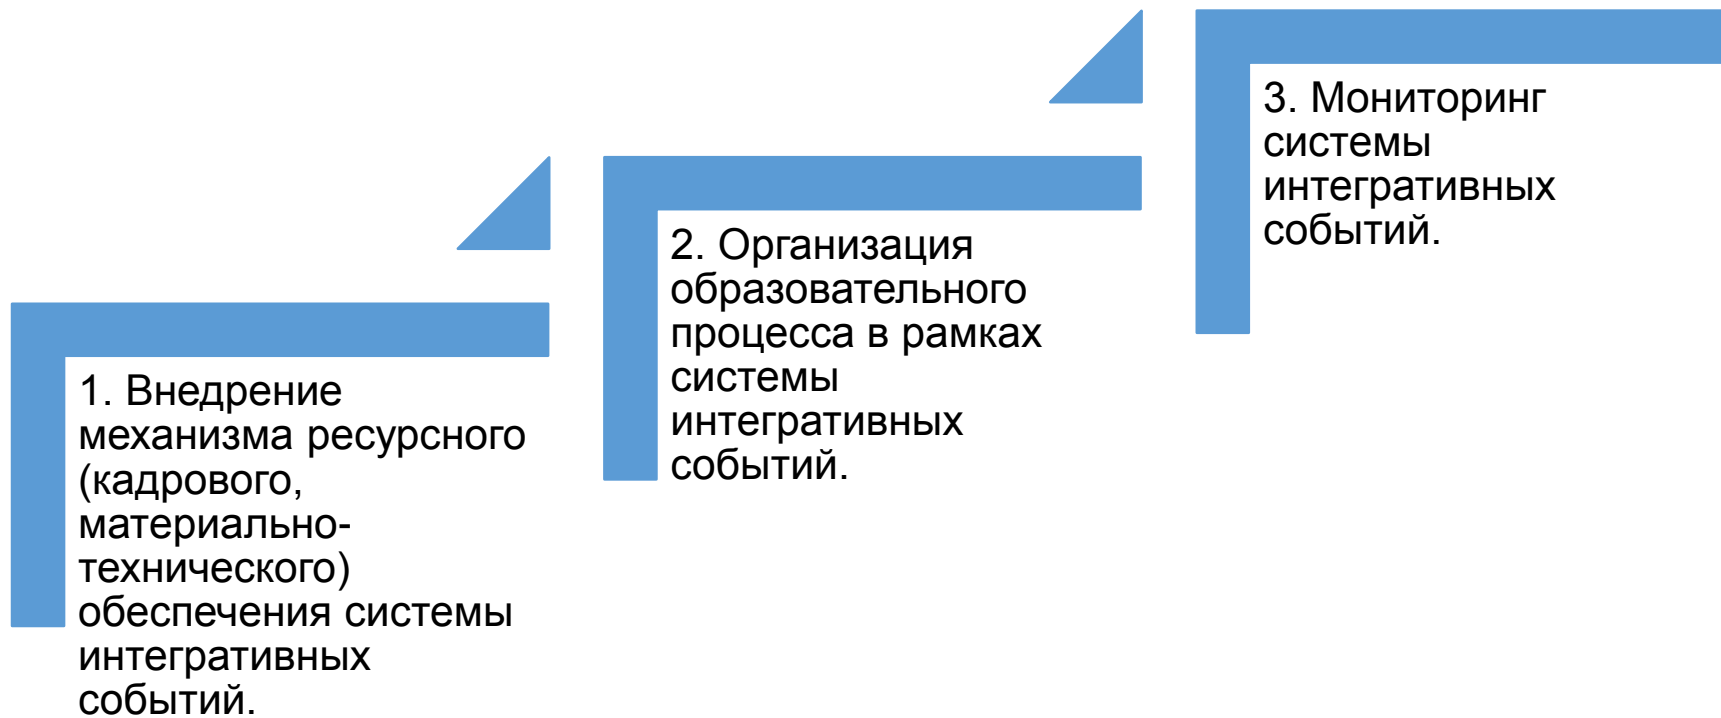 1. Внедрение
механизма ресурсного
(кадрового,
материально-
технического)
обеспечения системы
интегративных
событий.
2. Организация
образовательного
процесса в рамках
системы
интегративных
событий.
3. Мониторинг
системы
интегративных
событий.